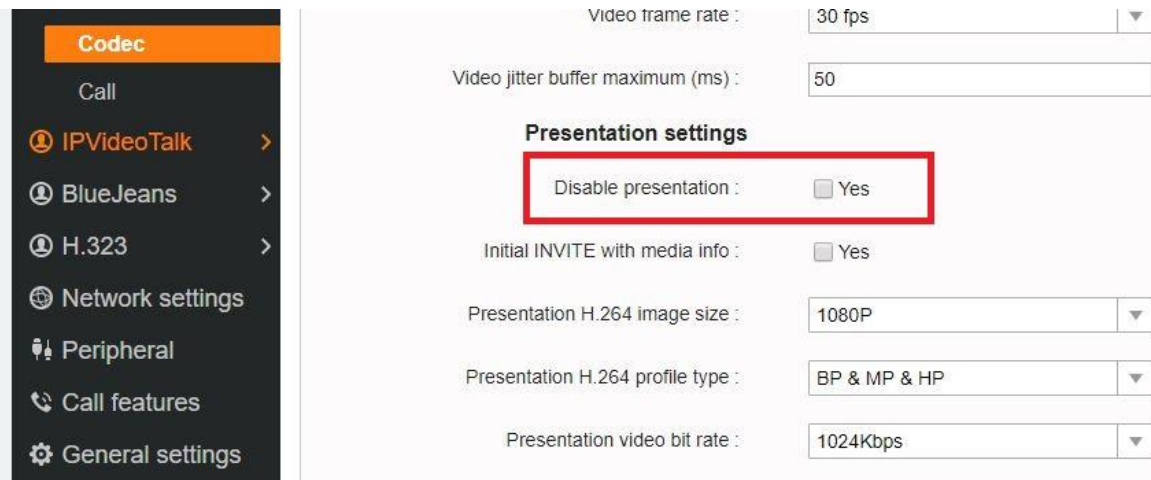 Codec
Call
IPVideoTalk
BlueJeans
H.323
Network settings
Peripheral
Call features
General settings
Video frame rate : 30 fps
Video jitter buffer maximum (ms) : 50
Presentation settings
Disable presentation : Yes
Initial INVITE with media info : Yes
Presentation H.264 image size : 1080P
Presentation H.264 profile type : BP & MP & HP
Presentation video bit rate : 1024Kbps